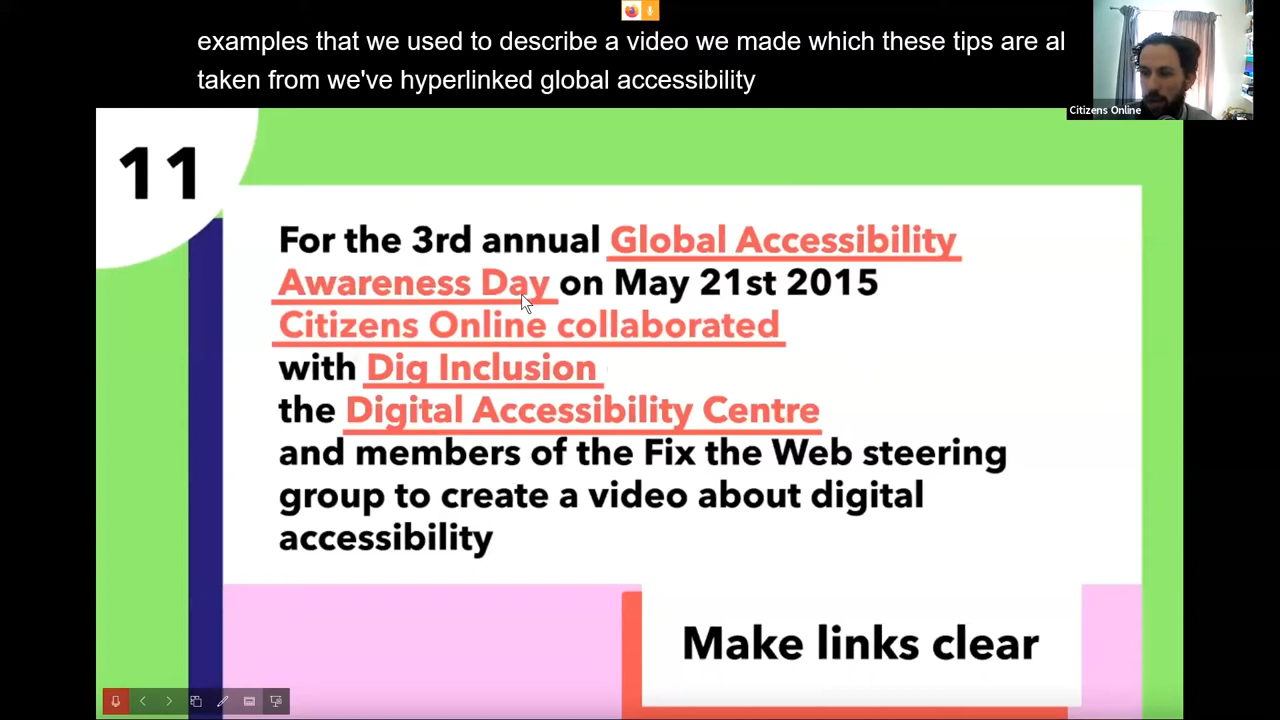 examples that we used to describe a video we made which these tips are al
taken from we've hyperlinked global accessibility
Citizens Online
11
For the 3rd annual Global Accessibility
Awareness Day on May 21st 2015
Citizens Online collaborated
with Dig Inclusion
the Digital Accessibility Centre
and members of the Fix the Web steering
group to create a video about digital
accessibility
Make links clear